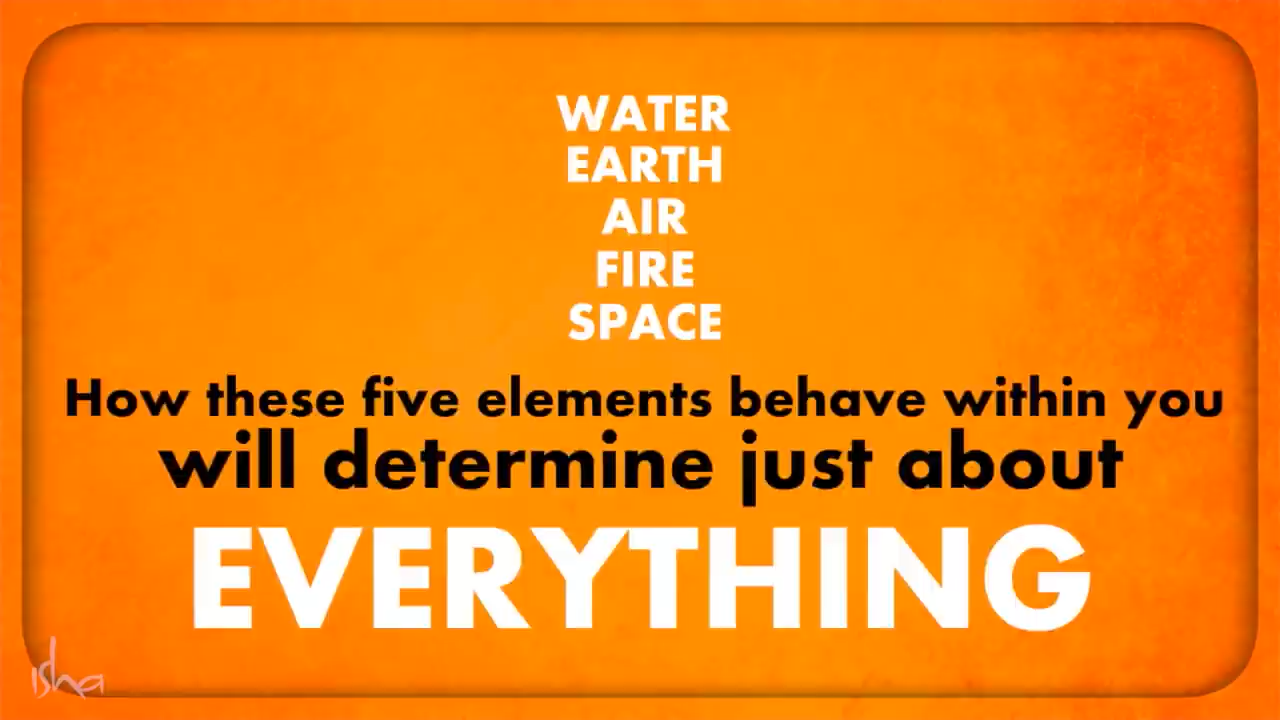 WATER
EARTH
AIR
FIRE
SPACE
How these five elements behave within you
will determine just about
EVERYTHING
isha